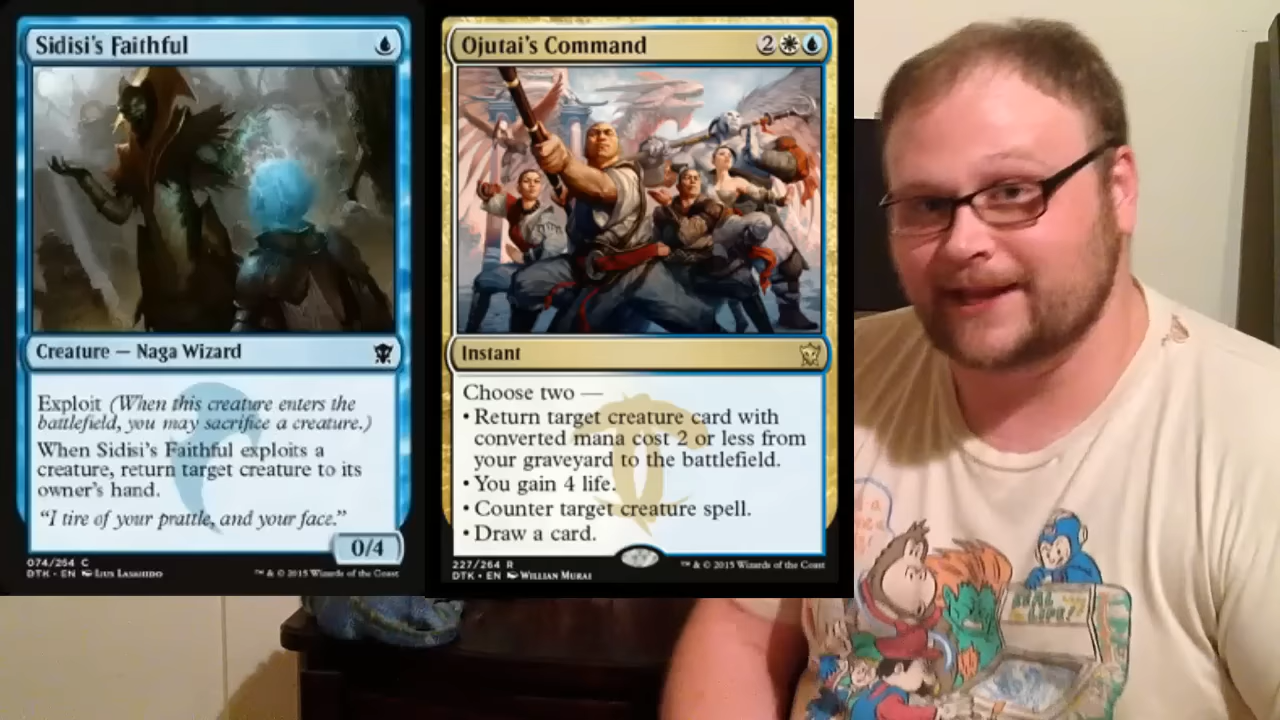 Sidisi's Faithful
Creature — Naga Wizard
Exploit (When this creature enters the
battlefield, you may sacrifice a creature.)
When Sidisi's Faithful exploits a
creature, return target creature to its
owner's hand.
"I tire of your prattle, and your face."
0/4
074/264 C
DTK • EN
™ & © 2015 Wizards of the Coast
Ojutai's Command
2
Instant
Choose two —
• Return target creature card with
converted mana cost 2 or less from
your graveyard to the battlefield.
• You gain 4 life.
• Counter target creature spell.
• Draw a card.
227/264 R
DTK • EN Willian Murai
™ & © 2015 Wizards of the Coast